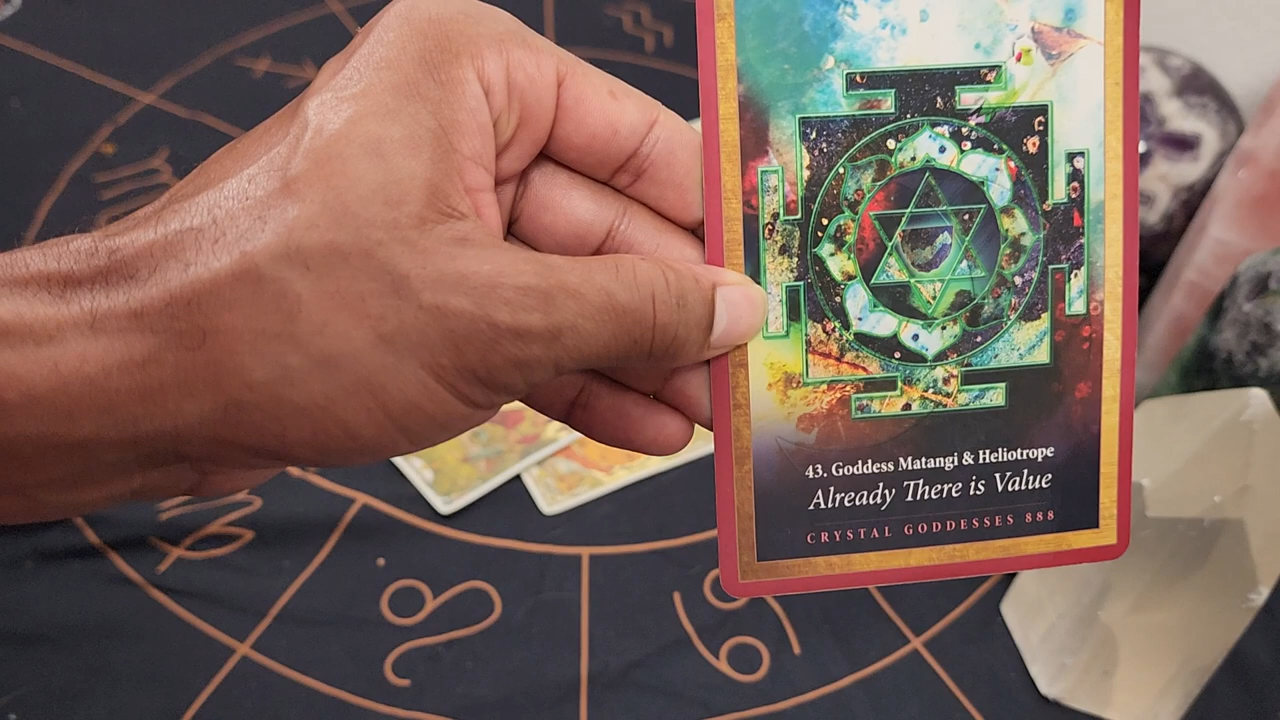 43. Goddess Matangi & Heliotrope
Already There is Value
CRYSTAL GODDESSES 888